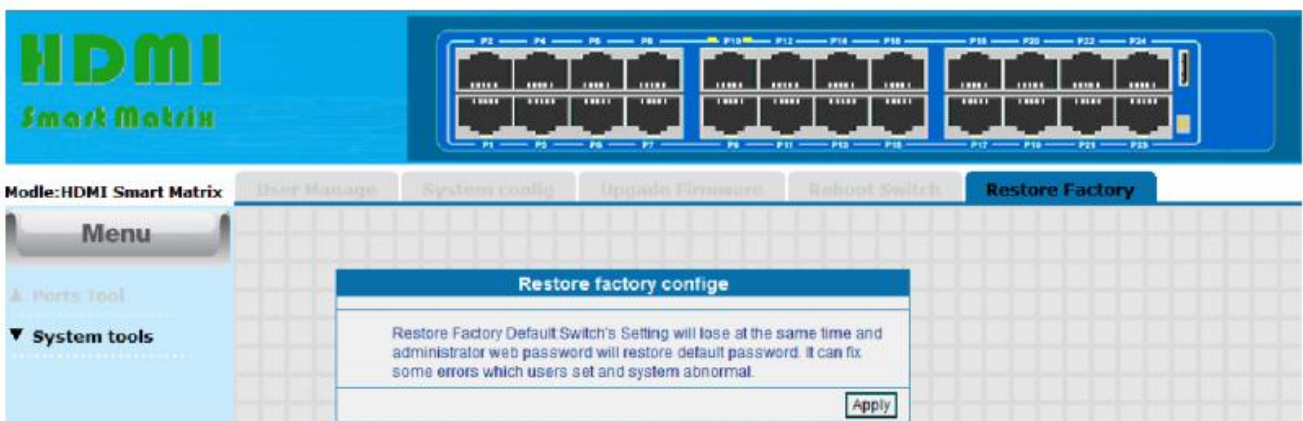 HDMI
Smart Matrix
P2 P4 P6 P8 P10 P12 P14 P16 P18 P20 P22 P24
P1 P3 P5 P7 P9 P11 P13 P15 P17 P19 P21 P23
Modle:HDMI Smart Matrix
User Manage System config Upgade Firmware Reboot Switch Restore Factory
Menu
Ports Tool
System tools
Restore factory confige
Restore Factory Default Switch's Setting will lose at the same time and
administrator web password will restore default password. It can fix
some errors which users set and system abnormal.
Apply